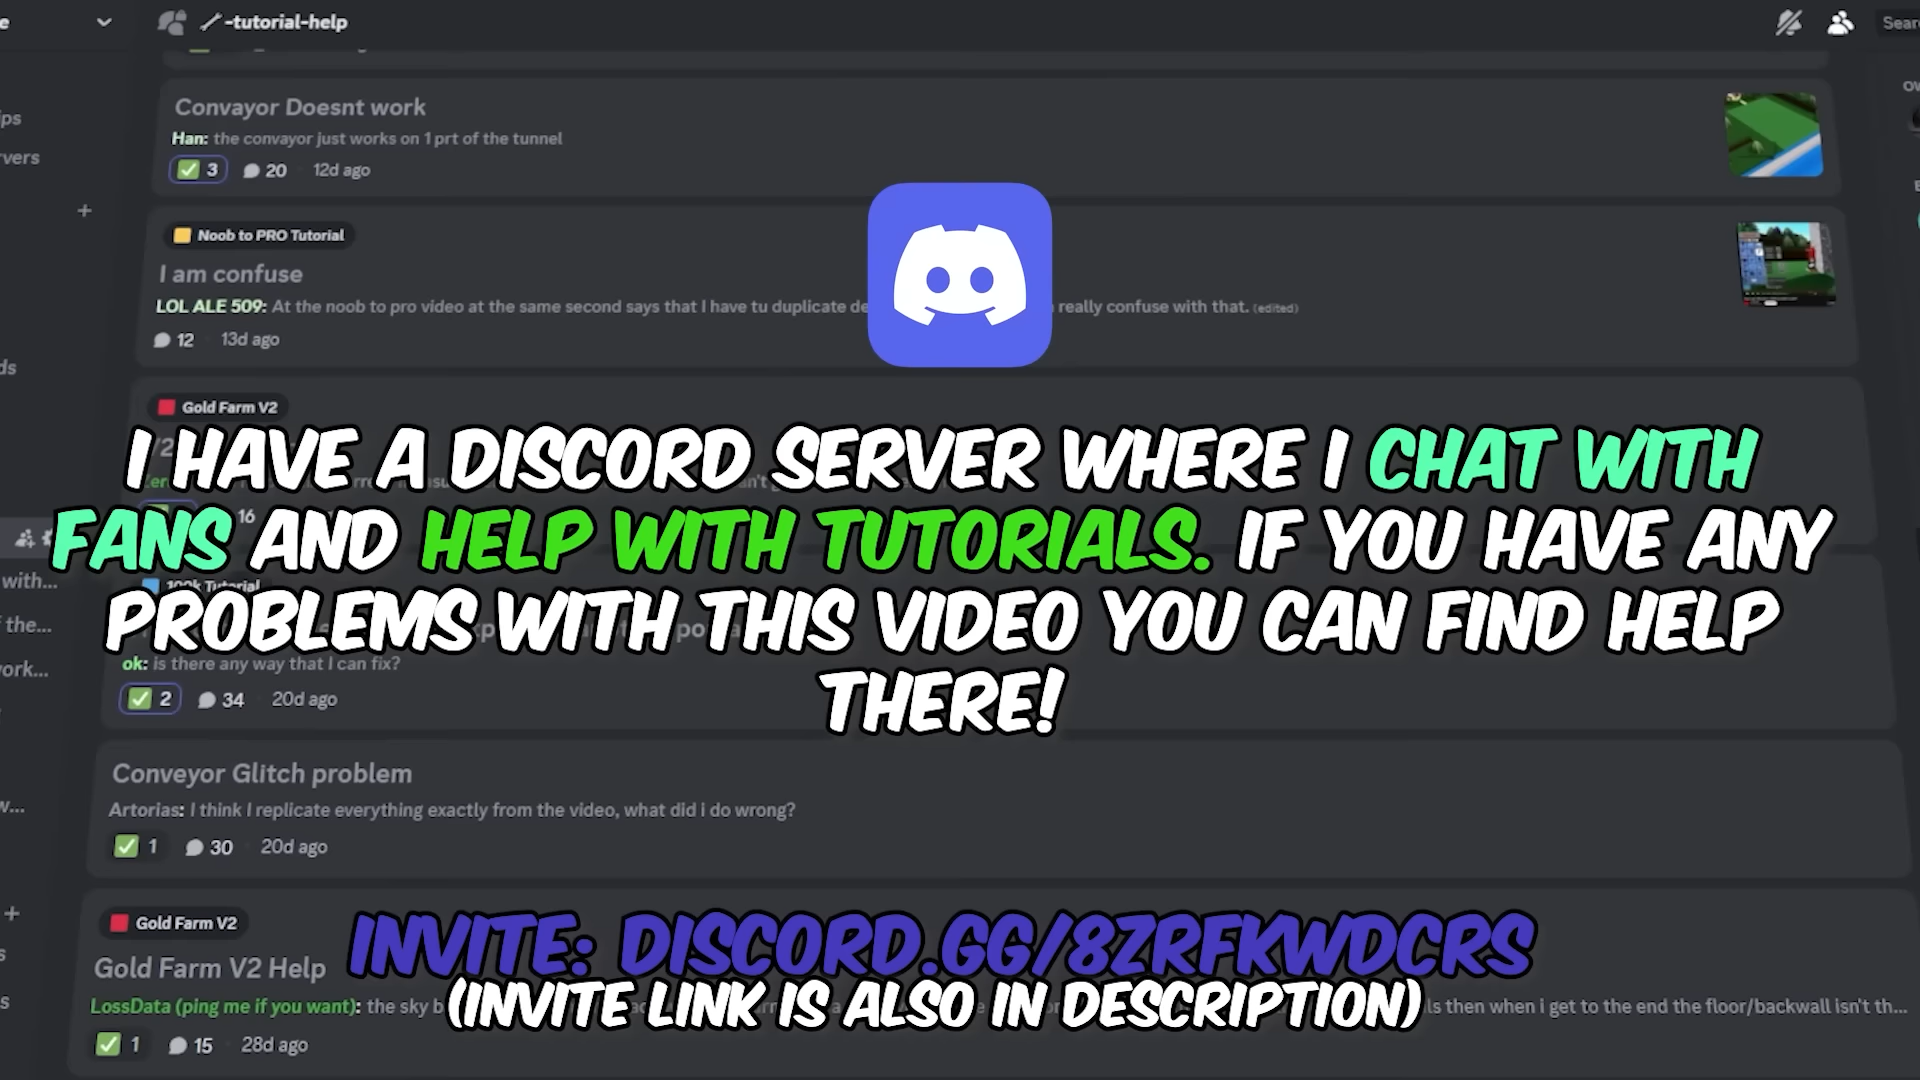 -tutorial-help
Convayor Doesnt work
Han: the convayor just works on 1 prt of the tunnel
3 20 12d ago
Noob to PRO Tutorial
I am confuse
LOL ALE 509: At the noob to pro video at the same second says that I have tu duplicate really confuse with that. (edited)
12 13d ago
Gold Farm V2
I HAVE A DISCORD SERVER WHERE I CHAT WITH
FANS AND HELP WITH TUTORIALS. IF YOU HAVE ANY
PROBLEMS WITH THIS VIDEO YOU CAN FIND HELP
THERE!
16
with...
the...
100k Tutorial
ok: is there any way that I can fix?
2 34 20d ago
Conveyor Glitch problem
Artorias: I think I replicate everything exactly from the video, what did i do wrong?
1 30 20d ago
Gold Farm V2
INVITE: DISCORD.GG/8ZRFKWDCRS
Gold Farm V2 Help
(INVITE LINK IS ALSO IN DESCRIPTION)
LossData (ping me if you want): the sky then when i get to the end the floor/backwall isn't th...
1 15 28d ago